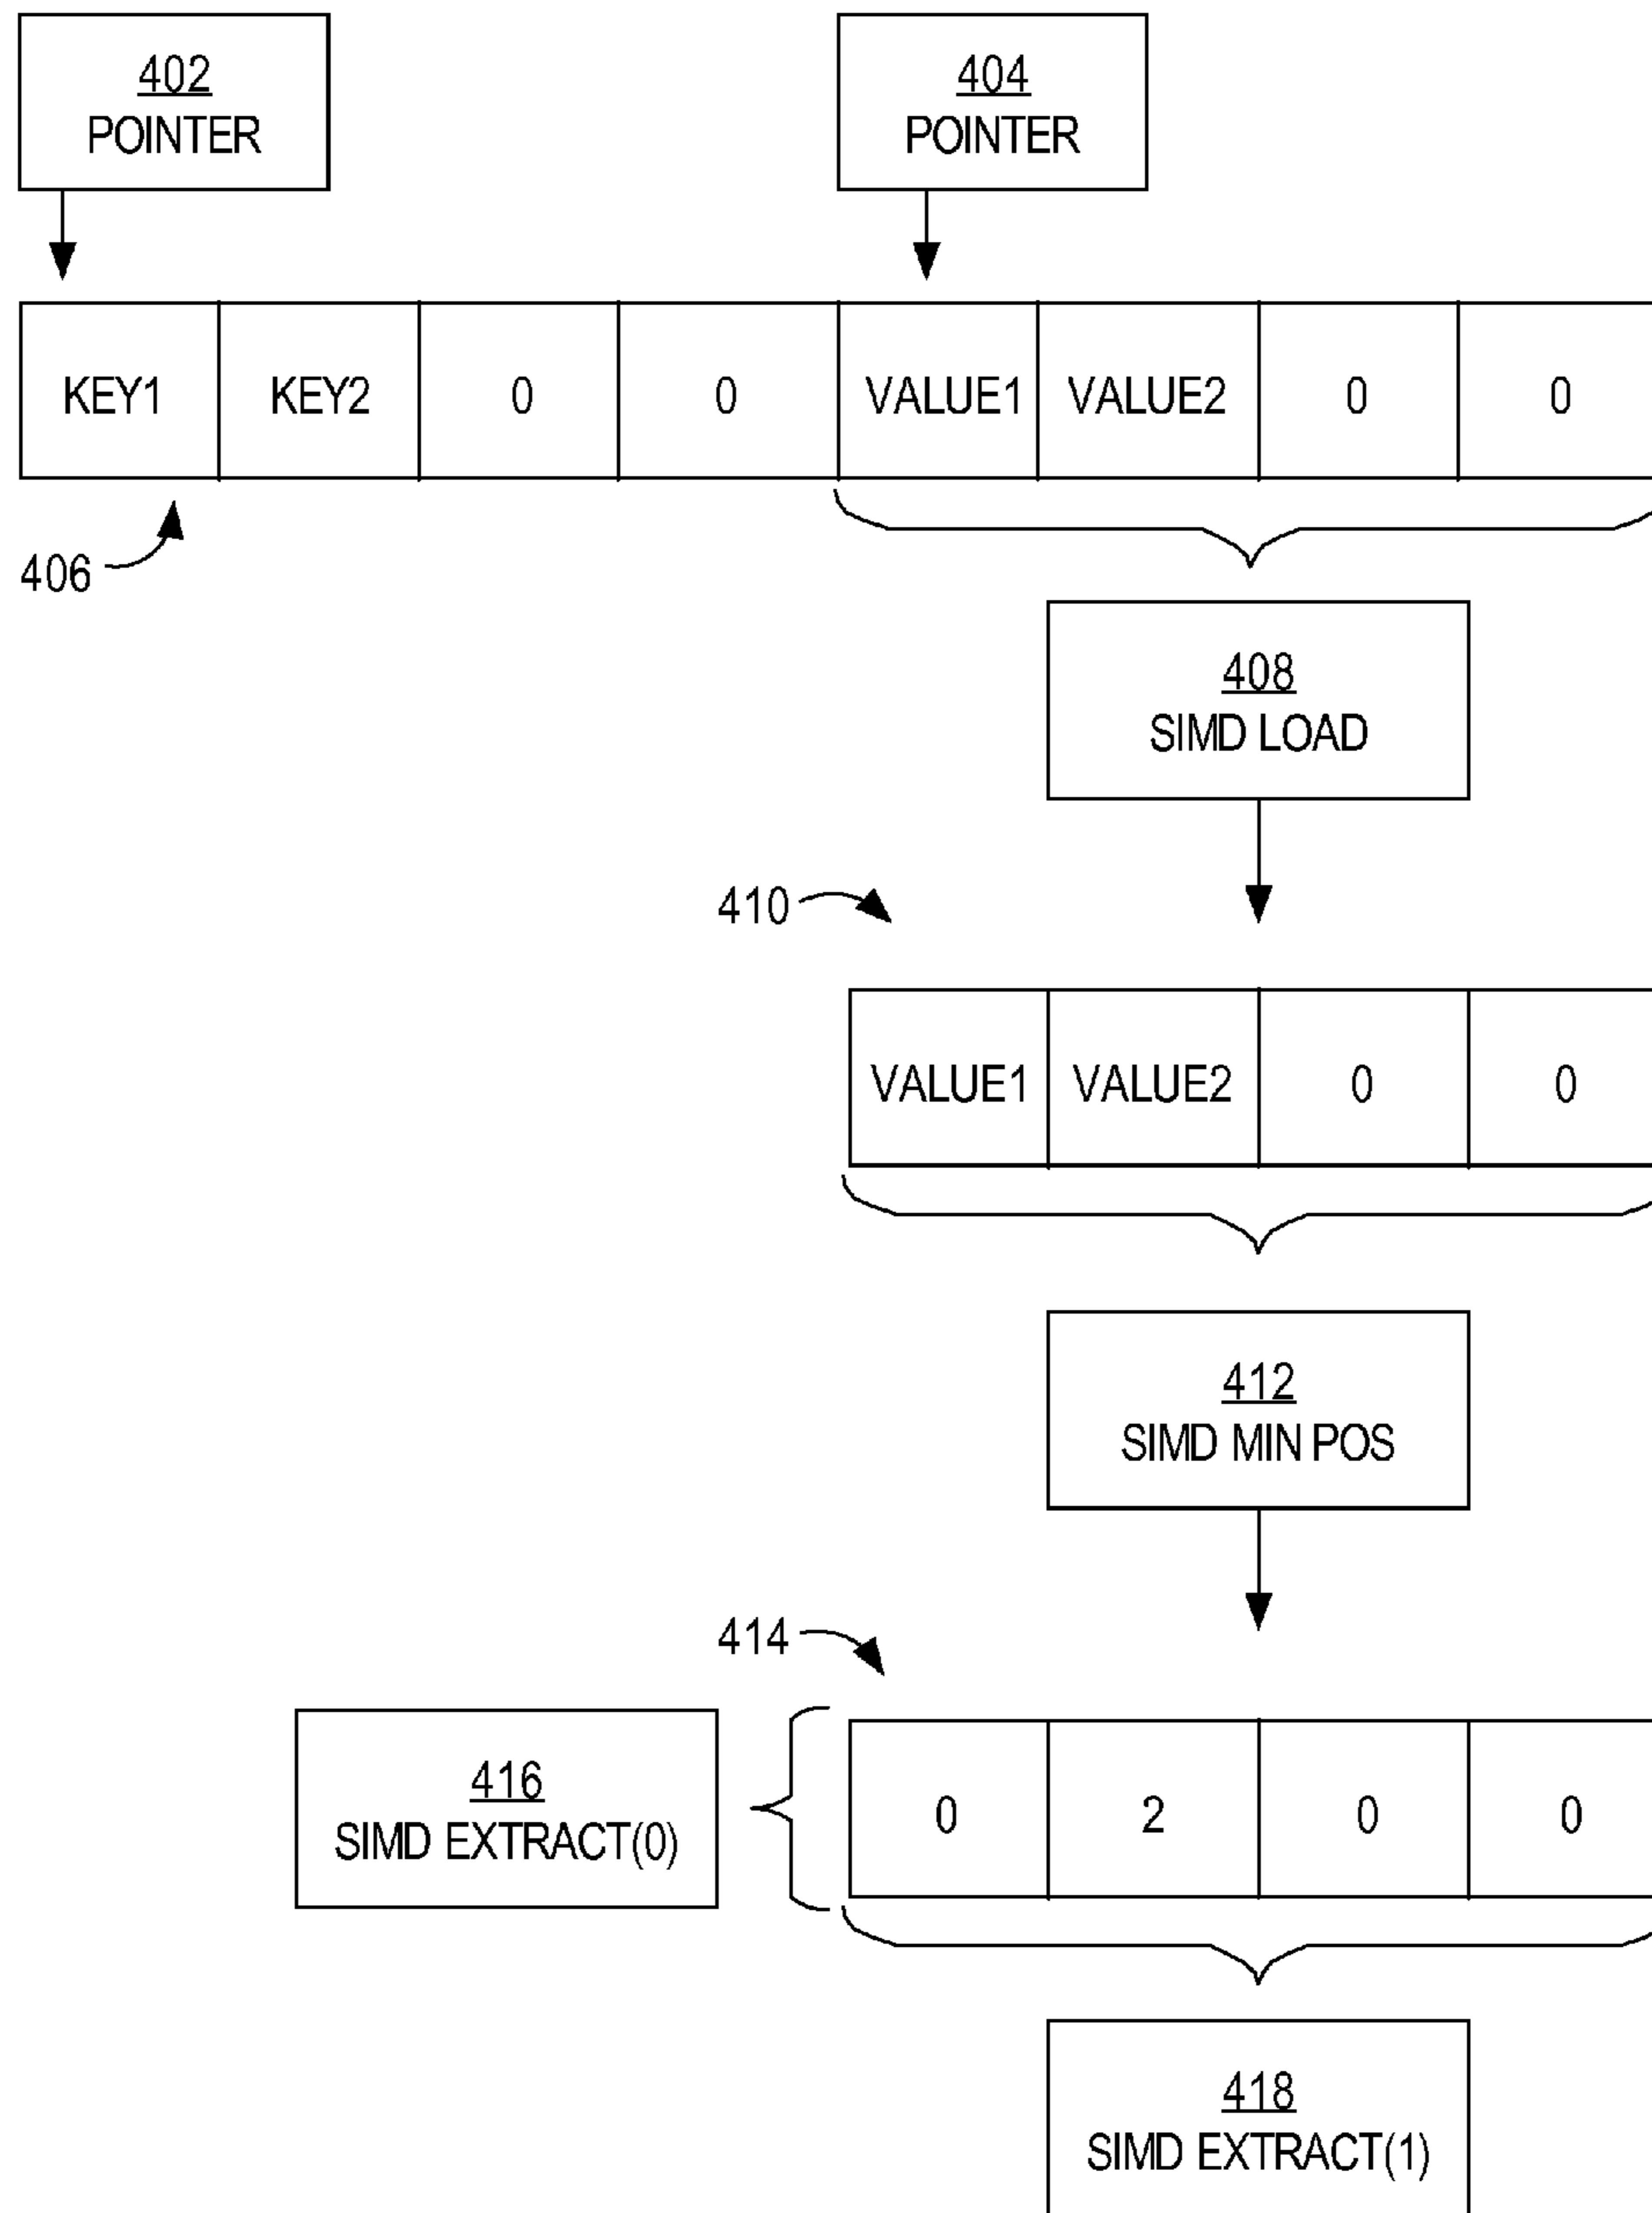 402
POINTER
404
POINTER
KEY1 KEY2 0 0 VALUE1 VALUE2 0 0
406
408
SIMD LOAD
410
VALUE1 VALUE2 0 0
412
SIMD MIN POS
414
416
SIMD EXTRACT(0)
0 2 0 0
418
SIMD EXTRACT(1)